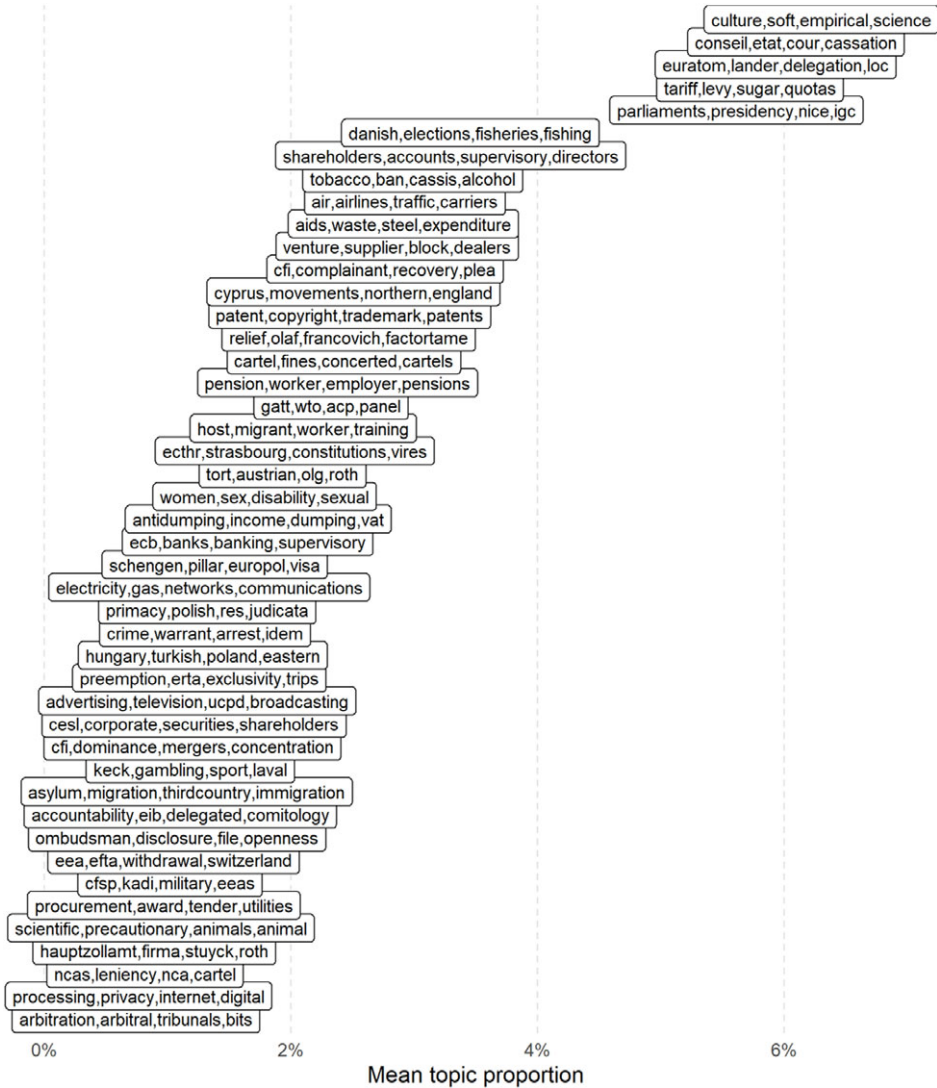 culture,soft,empirical,science
conseil,etat,cour,cassation
euratom,lander,delegation,loc
tariff,levy,sugar,quotas
parliaments,presidency,nice,igc
danish,elections,fisheries,fishing
shareholders,accounts,supervisory,directors
tobacco,ban,cassis,alcohol
air,airlines,traffic,carriers
aids,waste,steel,expenditure
venture,supplier,block,dealers
cfi,complainant,recovery,plea
cyprus,movements,northern,england
patent,copyright,trademark,patents
relief,olaf,francovich,factortame
cartel,fines,concerted,cartels
pension,worker,employer,pensions
gatt,wto,acp,panel
host,migrant,worker,training
ecthr,strasbourg,constitutions,vires
tort,austrian,olg,roth
women,sex,disability,sexual
antidumping,income,dumping,vat
ecb,banks,banking,supervisory
schengen,pillar,europol,visa
electricity,gas,networks,communications
primacy,polish,res,judicata
crime,warrant,arrest,idem
hungary,turkish,poland,eastern
preemption,erta,exclusivity,trips
advertising,television,ucpd,broadcasting
cesl,corporate,securities,shareholders
cfi,dominance,mergers,concentration
keck,gambling,sport,laval
asylum,migration,thirdcountry,immigration
accountability,eib,delegated,comitology
ombudsman,disclosure,file,openness
eea,efta,withdrawal,switzerland
cfsp,kadi,military,eeas
procurement,award,tender,utilities
scientific,precautionary,animals,animal
hauptzollamt,firma,stuyck,roth
ncas,leniency,nca,cartel
processing,privacy,internet,digital
arbitration,arbitral,tribunals,bits
0% 2% 4% 6%
Mean topic proportion